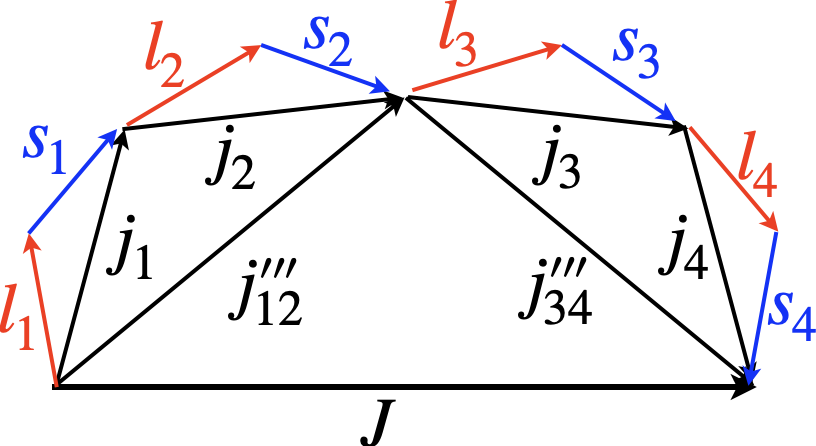 l₂ s₂ l₃ s₃
s₁ j₂ j₃ l₄
j₁ j‴₁₂ j‴₃₄ j₄
l₁ s₄
J